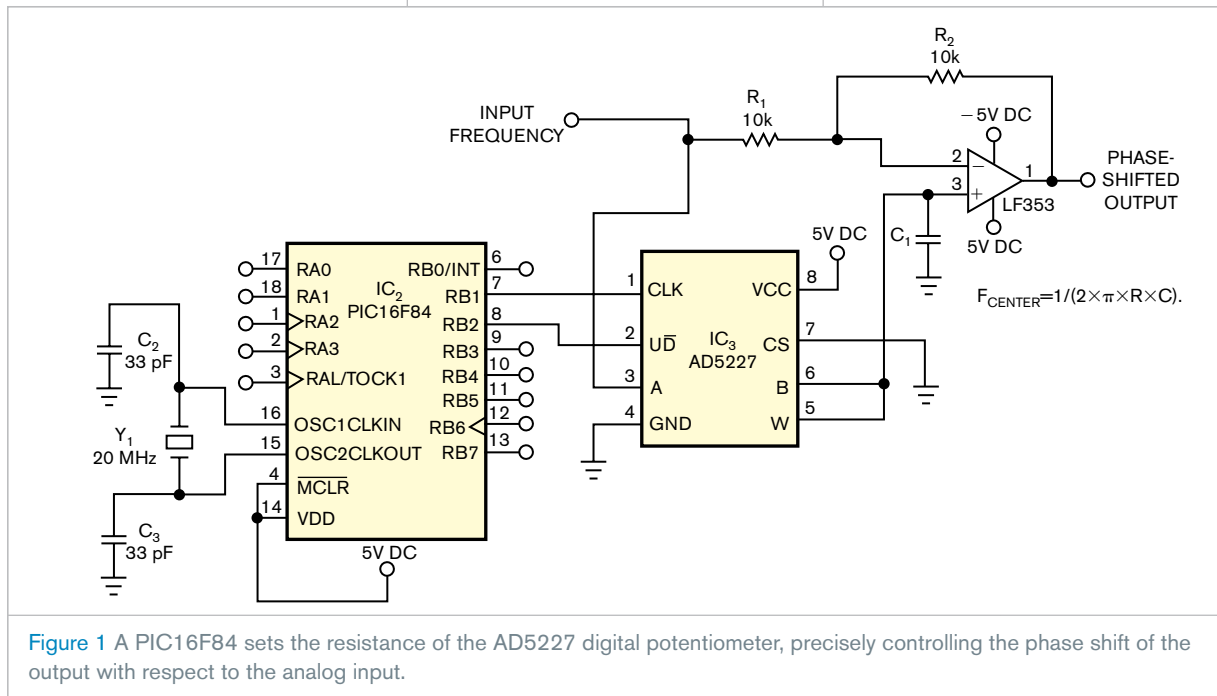 R2
10k
INPUT
FREQUENCY
R1
10k
−5V DC
2
−
1
3
+
LF353
PHASE-
SHIFTED
OUTPUT
5V DC
C1
5V DC
FCENTER=1/(2×π×R×C).
IC2
PIC16F84
17 RA0
18 RA1
1 RA2
2 RA3
3 RAL/TOCK1
16 OSC1CLKIN
15 OSC2CLKOUT
4 M̅C̅L̅R̅
14 VDD
RB0/INT 6
RB1 7
RB2 8
RB3 9
RB4 10
RB5 11
RB6 12
RB7 13
IC3
AD5227
1 CLK
2 UD̅
3 A
4 GND
VCC 8
CS 7
B 6
W 5
C2
33 pF
Y1
20 MHz
C3
33 pF
5V DC
Figure 1 A PIC16F84 sets the resistance of the AD5227 digital potentiometer, precisely controlling the phase shift of the
output with respect to the analog input.